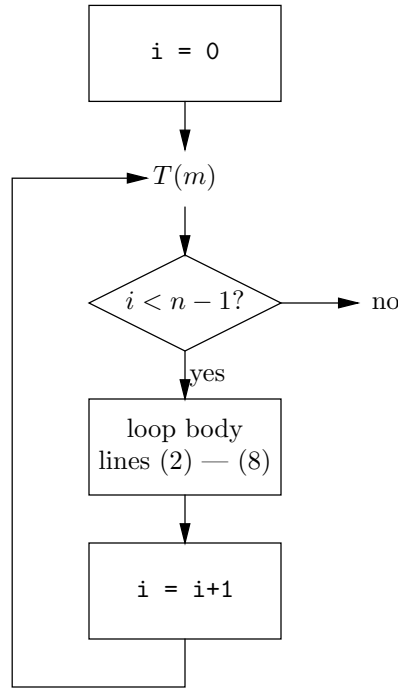 i = 0
T(m)
i < n − 1?
no
yes
loop body
lines (2) — (8)
i = i+1